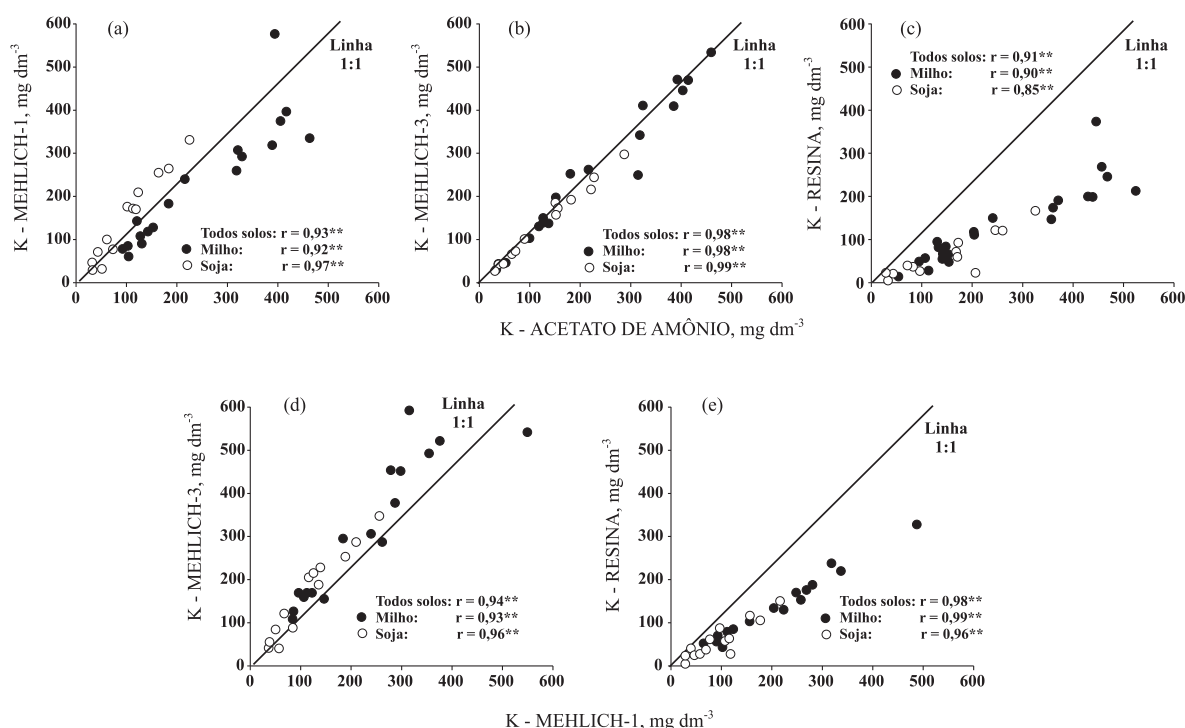 (a)
K - MEHLICH-1, mg dm-3
600
500
400
300
200
100
0
0 100 200 300 400 500 600
Linha
1:1
Todos solos: r = 0,93**
Milho: r = 0,92**
Soja: r = 0,97**
(b)
K - MEHLICH-3, mg dm-3
600
500
400
300
200
100
0
0 100 200 300 400 500 600
Linha
1:1
Todos solos: r = 0,98**
Milho: r = 0,98**
Soja: r = 0,99**
(c)
K - RESINA, mg dm-3
600
500
400
300
200
100
0
0 100 200 300 400 500 600
Linha
1:1
Todos solos: r = 0,91**
Milho: r = 0,90**
Soja: r = 0,85**
K - ACETATO DE AMÔNIO, mg dm-3
(d)
K - MEHLICH-3, mg dm-3
600
500
400
300
200
100
0
0 100 200 300 400 500 600
Linha
1:1
Todos solos: r = 0,94**
Milho: r = 0,93**
Soja: r = 0,96**
(e)
K - RESINA, mg dm-3
600
500
400
300
200
100
0
0 100 200 300 400 500 600
Linha
1:1
Todos solos: r = 0,98**
Milho: r = 0,99**
Soja: r = 0,96**
K - MEHLICH-1, mg dm-3